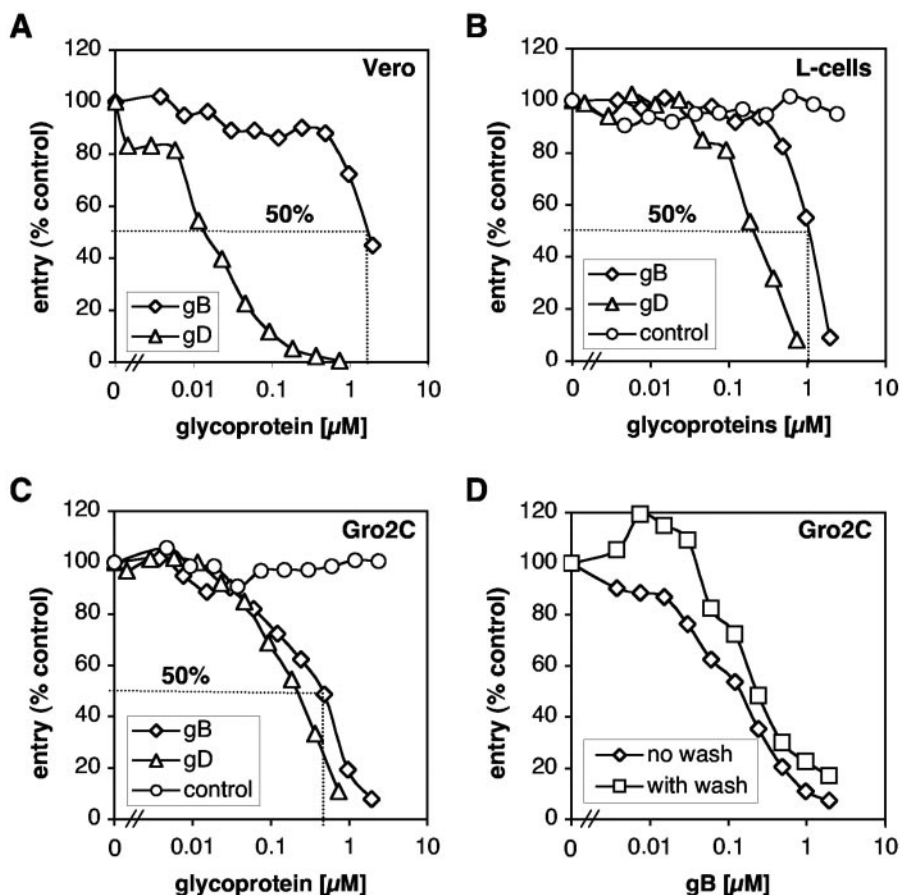 A
Vero
120
100
80
60
40
20
0
entry (% control)
50%
gB
gD
0 0.01 0.1 1 10
glycoprotein [µM]
B
L-cells
120
100
80
60
40
20
0
entry (% control)
50%
gB
gD
control
0 0.01 0.1 1 10
glycoproteins [µM]
C
Gro2C
120
100
80
60
40
20
0
entry (% control)
50%
gB
gD
control
0 0.01 0.1 1 10
glycoprotein [µM]
D
Gro2C
120
100
80
60
40
20
0
entry (% control)
no wash
with wash
0 0.01 0.1 1 10
gB [µM]